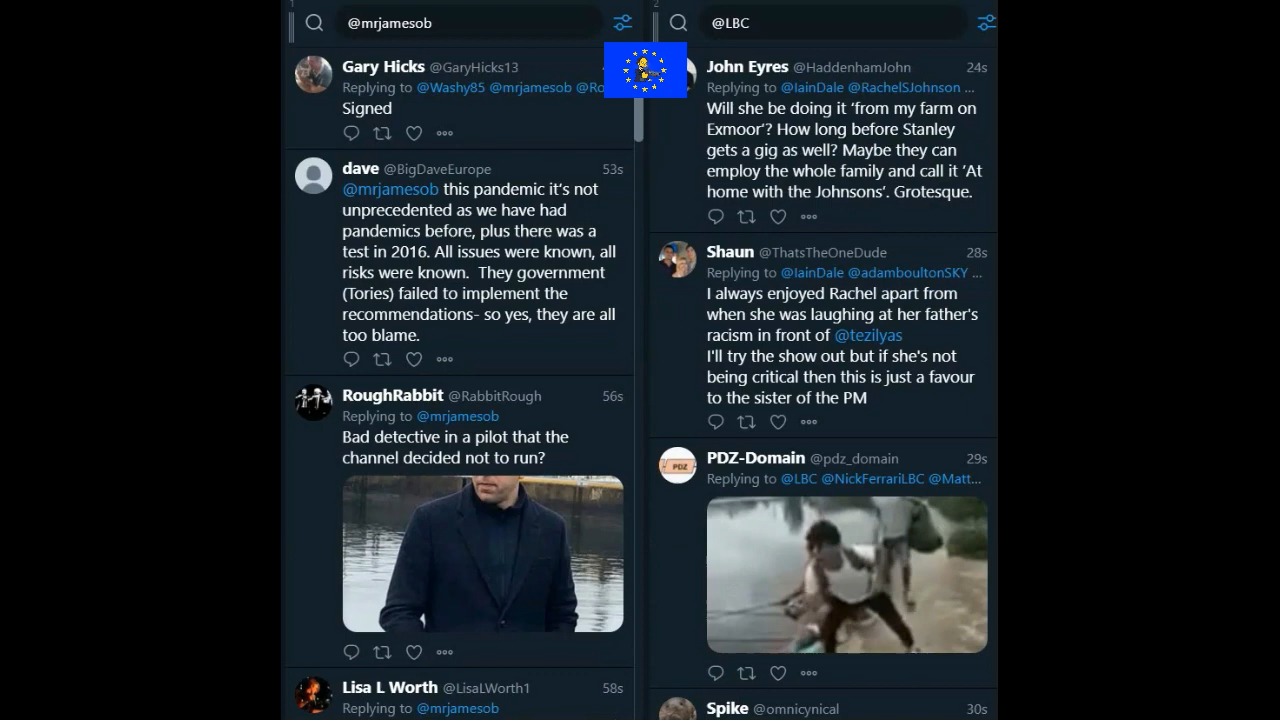 1
@mrjamesob
Gary Hicks @GaryHicks13
Replying to @Washy85 @mrjamesob
Signed
dave @BigDaveEurope 53s
@mrjamesob this pandemic it's not
unprecedented as we have had
pandemics before, plus there was a
test in 2016. All issues were known, all
risks were known. They government
(Tories) failed to implement the
recommendations- so yes, they are all
too blame.
RoughRabbit @RabbitRough 56s
Replying to @mrjamesob
Bad detective in a pilot that the
channel decided not to run?
Lisa L Worth @LisaLWorth1 58s
Replying to @mrjamesob
2
@LBC
John Eyres @HaddenhamJohn 24s
Replying to @IainDale @RachelSJohnson ...
Will she be doing it 'from my farm on
Exmoor'? How long before Stanley
gets a gig as well? Maybe they can
employ the whole family and call it 'At
home with the Johnsons'. Grotesque.
Shaun @ThatsTheOneDude 28s
Replying to @IainDale @adamboultonSKY ...
I always enjoyed Rachel apart from
when she was laughing at her father's
racism in front of @tezilyas
I'll try the show out but if she's not
being critical then this is just a favour
to the sister of the PM
PDZ-Domain @pdz_domain 29s
Replying to @LBC @NickFerrariLBC @Matt...
PDZ
Spike @omnicynical 30s